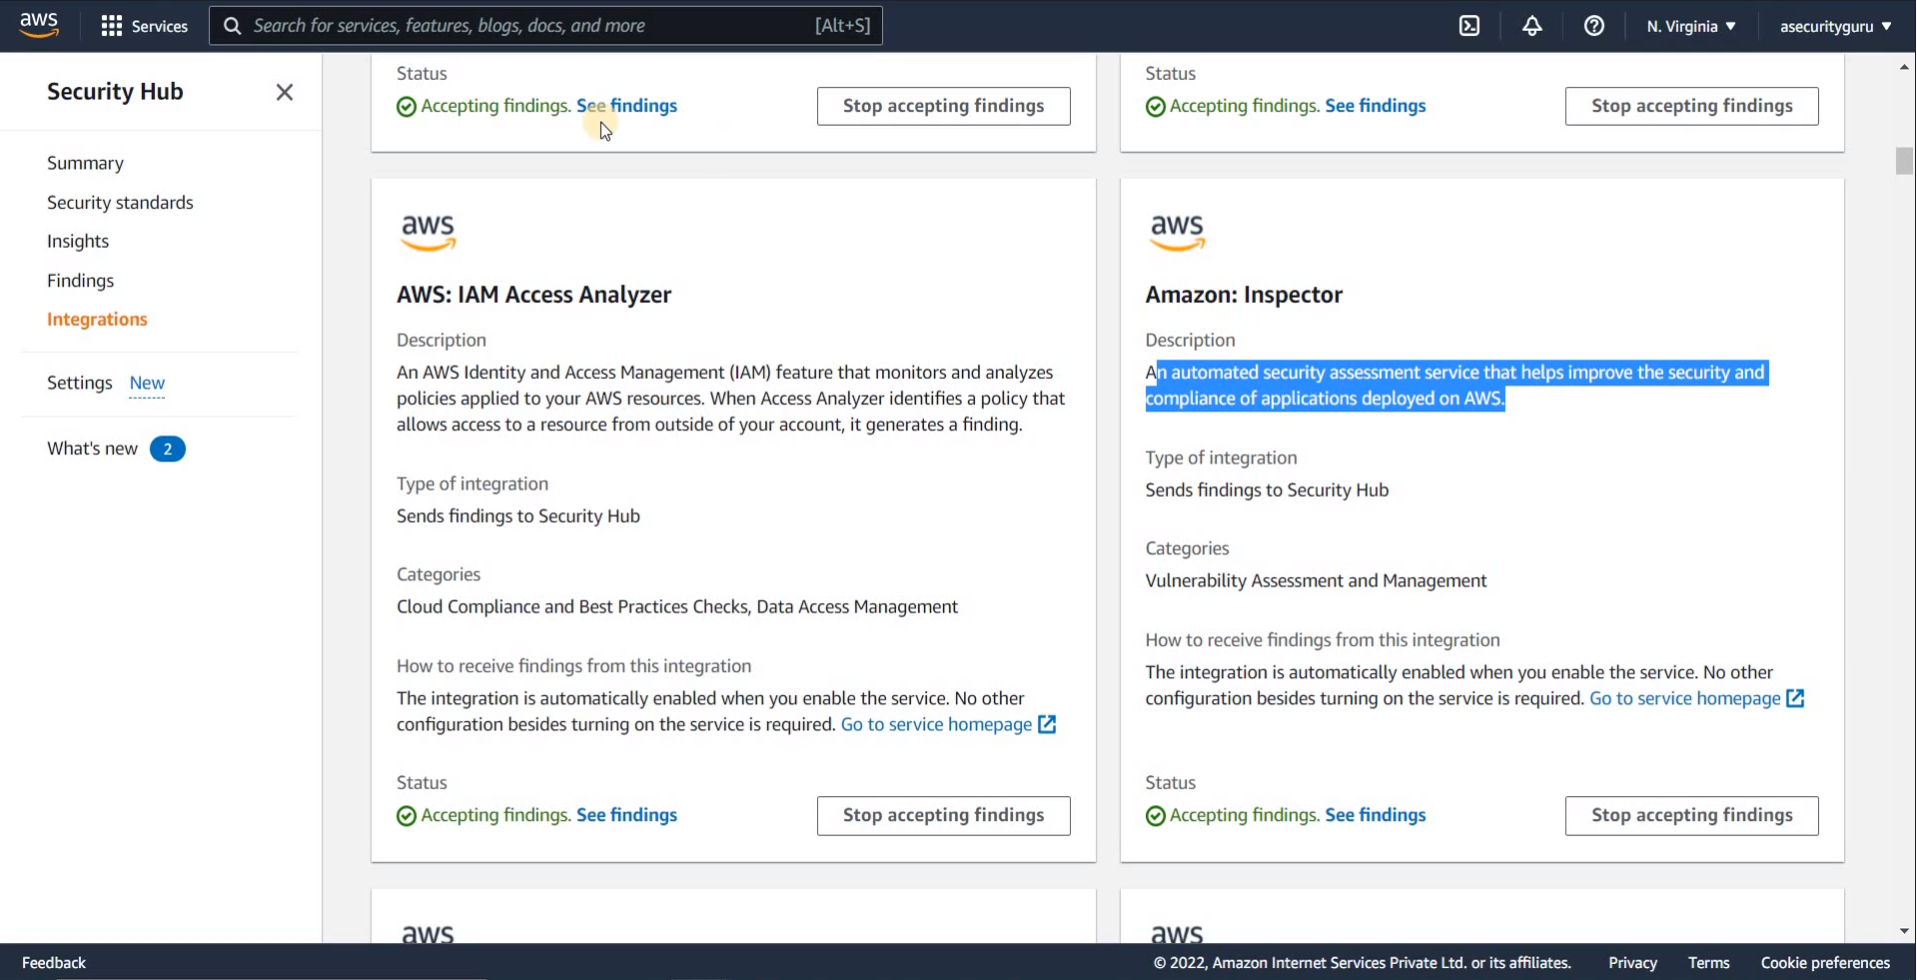 aws
Services
Search for services, features, blogs, docs, and more
[Alt+S]
N. Virginia
asecurityguru
Security Hub
Summary
Security standards
Insights
Findings
Integrations
Settings New
What's new 2
Status
Accepting findings. See findings
Stop accepting findings
Status
Accepting findings. See findings
Stop accepting findings
aws
AWS: IAM Access Analyzer
Description
An AWS Identity and Access Management (IAM) feature that monitors and analyzes
policies applied to your AWS resources. When Access Analyzer identifies a policy that
allows access to a resource from outside of your account, it generates a finding.
Type of integration
Sends findings to Security Hub
Categories
Cloud Compliance and Best Practices Checks, Data Access Management
How to receive findings from this integration
The integration is automatically enabled when you enable the service. No other
configuration besides turning on the service is required. Go to service homepage
Status
Accepting findings. See findings
Stop accepting findings
aws
Amazon: Inspector
Description
An automated security assessment service that helps improve the security and
compliance of applications deployed on AWS.
Type of integration
Sends findings to Security Hub
Categories
Vulnerability Assessment and Management
How to receive findings from this integration
The integration is automatically enabled when you enable the service. No other
configuration besides turning on the service is required. Go to service homepage
Status
Accepting findings. See findings
Stop accepting findings
aws
aws
Feedback
© 2022, Amazon Internet Services Private Ltd. or its affiliates.
Privacy
Terms
Cookie preferences